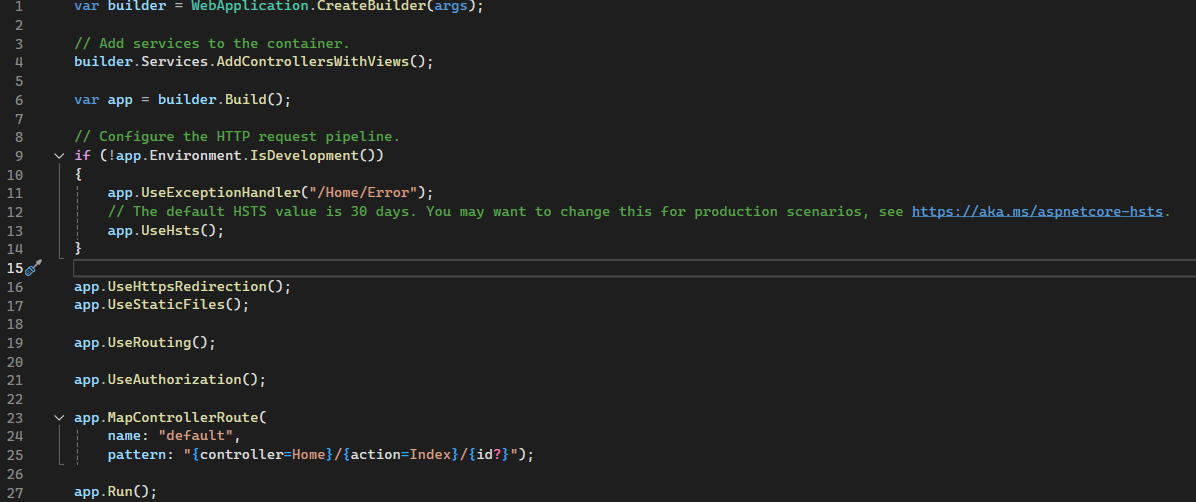 1 var builder = WebApplication.CreateBuilder(args);
2
3 // Add services to the container.
4 builder.Services.AddControllersWithViews();
5
6 var app = builder.Build();
7
8 // Configure the HTTP request pipeline.
9 if (!app.Environment.IsDevelopment())
10 {
11 app.UseExceptionHandler("/Home/Error");
12 // The default HSTS value is 30 days. You may want to change this for production scenarios, see https://aka.ms/aspnetcore-hsts.
13 app.UseHsts();
14 }
15
16 app.UseHttpsRedirection();
17 app.UseStaticFiles();
18
19 app.UseRouting();
20
21 app.UseAuthorization();
22
23 app.MapControllerRoute(
24 name: "default",
25 pattern: "{controller=Home}/{action=Index}/{id?}");
26
27 app.Run();